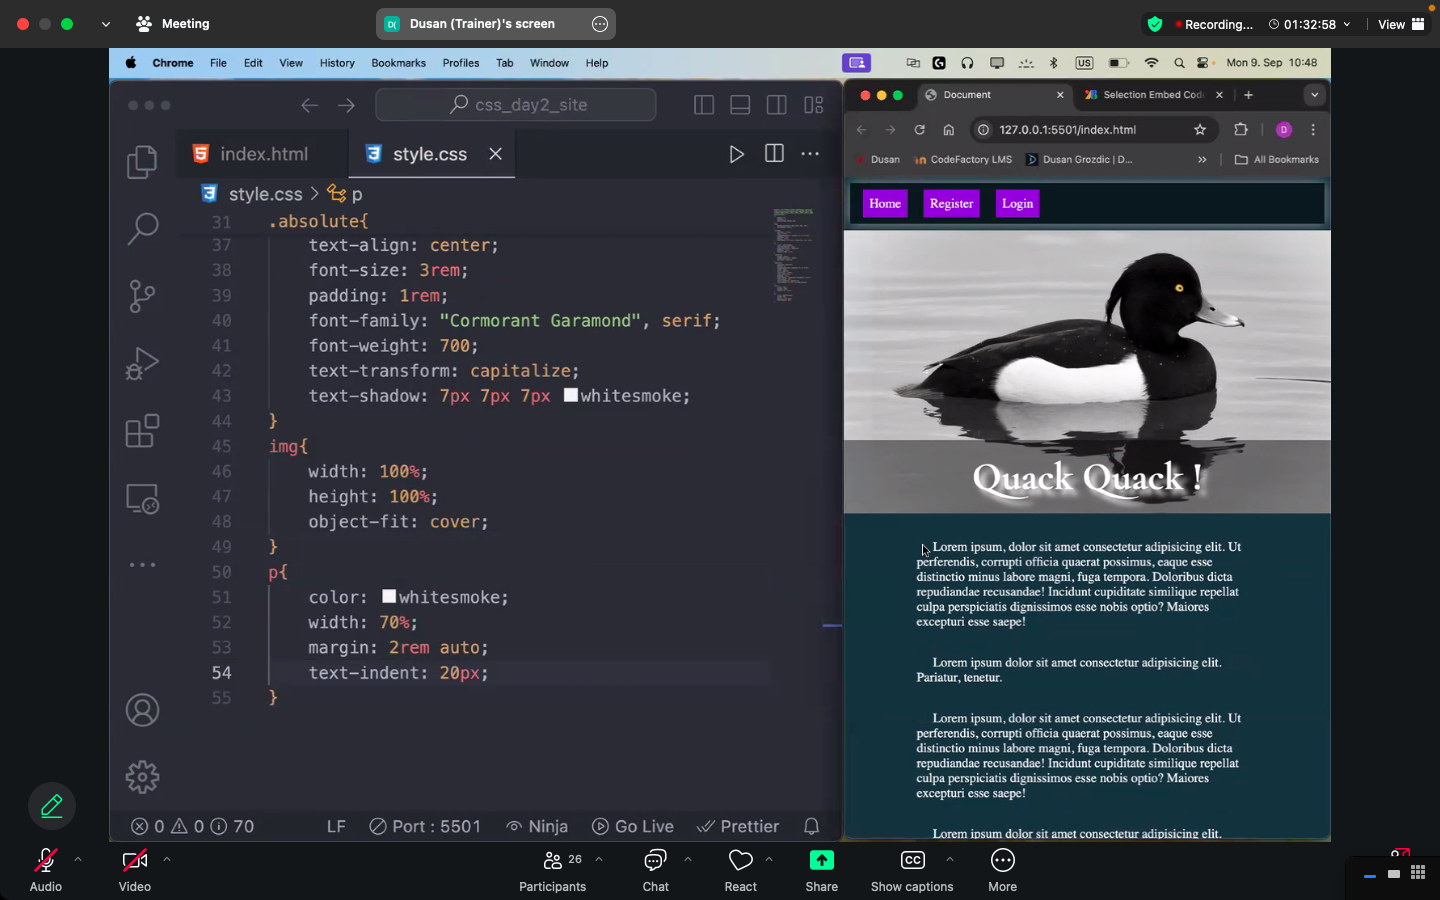 Meeting
D( Dusan (Trainer)'s screen
Recording...
01:32:58
View
Chrome File Edit View History Bookmarks Profiles Tab Window Help
US
Mon 9. Sep 10:48
css_day2_site
index.html
style.css
style.css > p
31 .absolute{
37 text-align: center;
38 font-size: 3rem;
39 padding: 1rem;
40 font-family: "Cormorant Garamond", serif;
41 font-weight: 700;
42 text-transform: capitalize;
43 text-shadow: 7px 7px 7px whitesmoke;
44 }
45 img{
46 width: 100%;
47 height: 100%;
48 object-fit: cover;
49 }
50 p{
51 color: whitesmoke;
52 width: 70%;
53 margin: 2rem auto;
54 text-indent: 20px;
55 }
0 0 70 LF Port : 5501 Ninja Go Live Prettier
Document
Selection Embed Cod
127.0.0.1:5501/index.html
D
Dusan
CodeFactory LMS
Dusan Grozdic | D...
All Bookmarks
Home Register Login
Quack Quack !
Lorem ipsum, dolor sit amet consectetur adipisicing elit. Ut
perferendis, corrupti officia quaerat possimus, eaque esse
distinctio minus labore magni, fuga tempora. Doloribus dicta
repudiandae recusandae! Incidunt cupiditate similique repellat
culpa perspiciatis dignissimos esse nobis optio? Maiores
excepturi esse saepe!
Lorem ipsum dolor sit amet consectetur adipisicing elit.
Pariatur, tenetur.
Lorem ipsum, dolor sit amet consectetur adipisicing elit. Ut
perferendis, corrupti officia quaerat possimus, eaque esse
distinctio minus labore magni, fuga tempora. Doloribus dicta
repudiandae recusandae! Incidunt cupiditate similique repellat
culpa perspiciatis dignissimos esse nobis optio? Maiores
excepturi esse saepe!
Lorem ipsum dolor sit amet consectetur adipisicing elit.
Audio
Video
26
Participants
Chat
React
Share
CC
Show captions
More